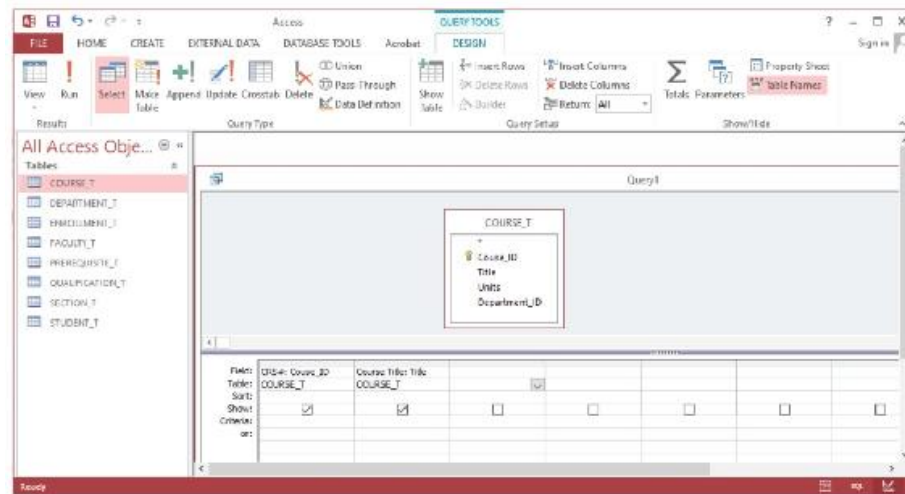 Access
QUERY TOOLS
?
FILE HOME CREATE EXTERNAL DATA DATABASE TOOLS Acrobat DESIGN
Sign in
View
Run
Select
Make Table
Append
Update
Crosstab
Delete
Union
Pass-Through
Data Definition
Show Table
Insert Rows
Delete Rows
Builder
Insert Columns
Delete Columns
Return: All
Totals
Parameters
Property Sheet
Table Names
Results
Query Type
Query Setup
Show/Hide
All Access Obje...
Tables
COURSE_T
DEPARTMENT_T
ENROLLMENT_T
FACULTY_T
PREREQUISITE_T
QUALIFICATION_T
SECTION_T
STUDENT_T
Query1
COURSE_T
*
Couse_ID
Title
Units
Department_ID
Field: CRS#: Couse_ID Course Title: Title
Table: COURSE_T COURSE_T
Sort:
Show:
Criteria:
or:
Ready
SQL